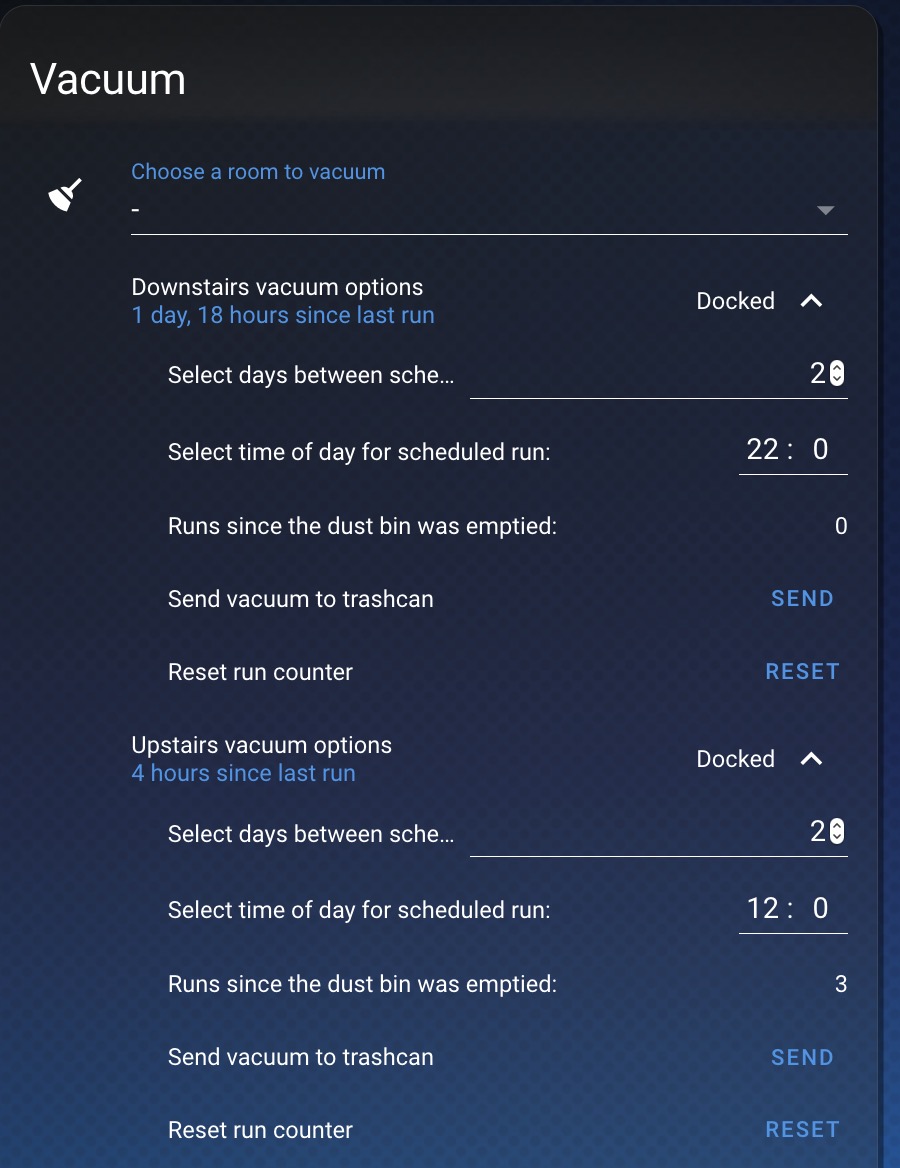 Vacuum
Choose a room to vacuum
-
Downstairs vacuum options
1 day, 18 hours since last run
Docked
Select days between sche...
2
Select time of day for scheduled run:
22 : 0
Runs since the dust bin was emptied:
0
Send vacuum to trashcan
SEND
Reset run counter
RESET
Upstairs vacuum options
4 hours since last run
Docked
Select days between sche...
2
Select time of day for scheduled run:
12 : 0
Runs since the dust bin was emptied:
3
Send vacuum to trashcan
SEND
Reset run counter
RESET